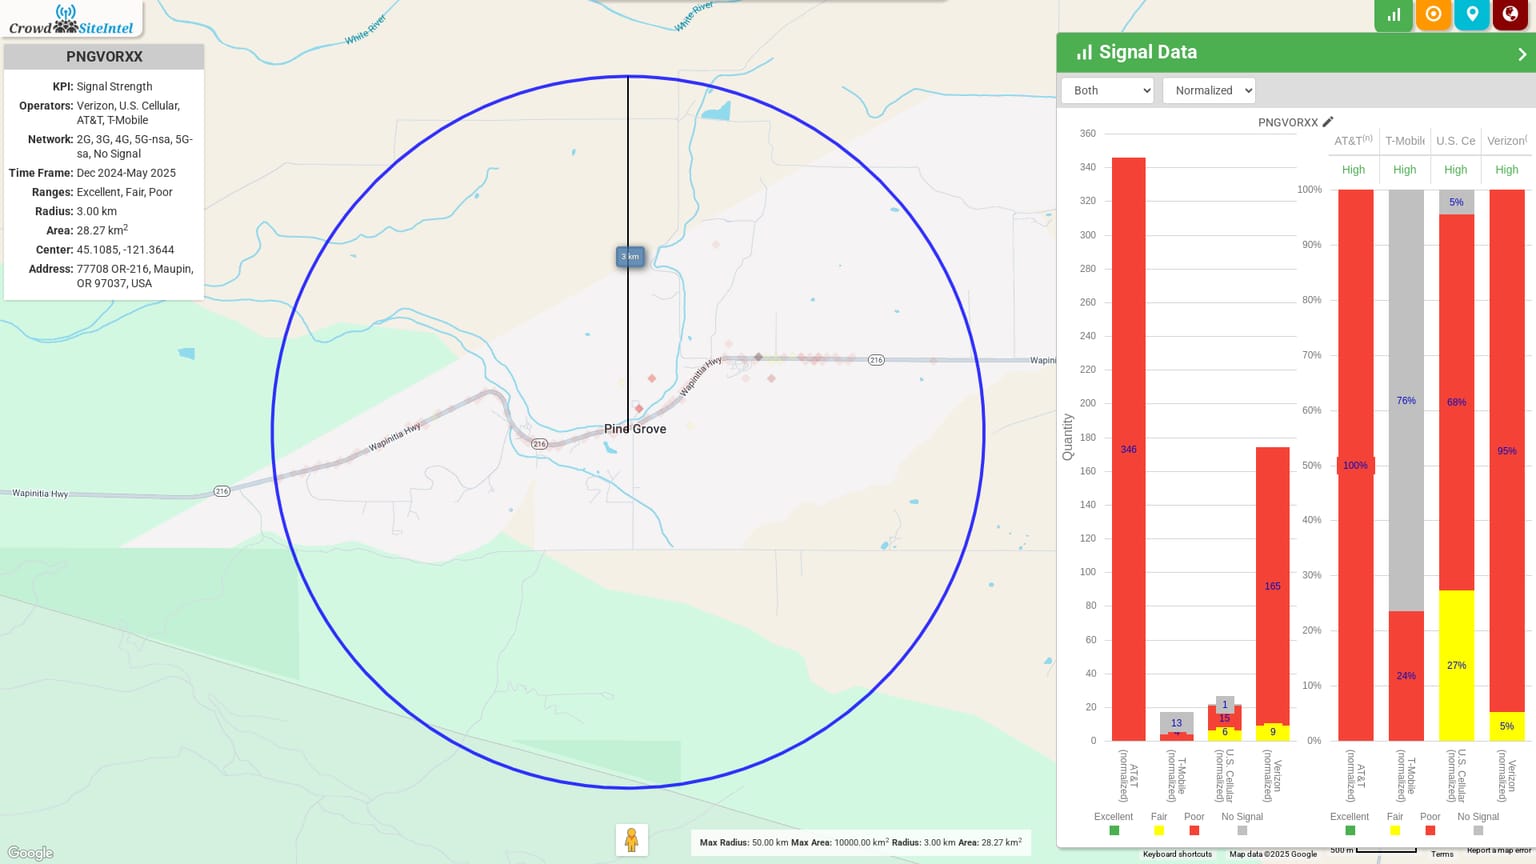 Crowd SiteIntel
PNGVORXX
KPI: Signal Strength
Operators: Verizon, U.S. Cellular,
AT&T, T-Mobile
Network: 2G, 3G, 4G, 5G-nsa, 5G-
sa, No Signal
Time Frame: Dec 2024-May 2025
Ranges: Excellent, Fair, Poor
Radius: 3.00 km
Area: 28.27 km2
Center: 45.1085, -121.3644
Address: 77708 OR-216, Maupin,
OR 97037, USA
White River
White River
3 km
216
Wapinitia Hwy
Wapini
Wapinitia Hwy
Pine Grove
216
216
Wapinitia Hwy
Google
Max Radius: 50.00 km Max Area: 10000.00 km2 Radius: 3.00 km Area: 28.27 km2
Signal Data
Both
Normalized
PNGVORXX
Quantity
360
340
320
300
280
260
240
220
200
180
160
140
120
100
80
60
40
20
0
346
13
4
1
15
6
165
9
AT&T
(normalized)
T-Mobile
(normalized)
U.S. Cellular
(normalized)
Verizon
(normalized)
Excellent Fair Poor No Signal
AT&T(n) T-Mobile U.S. Ce Verizon(
High High High High
100%
90%
80%
70%
60%
50%
40%
30%
20%
10%
0%
100%
76%
24%
5%
68%
27%
95%
5%
AT&T
(normalized)
T-Mobile
(normalized)
U.S. Cellular
(normalized)
Verizon
(normalized)
Excellent Fair Poor No Signal
Keyboard shortcuts Map data ©2025 Google 500 m Terms Report a map error